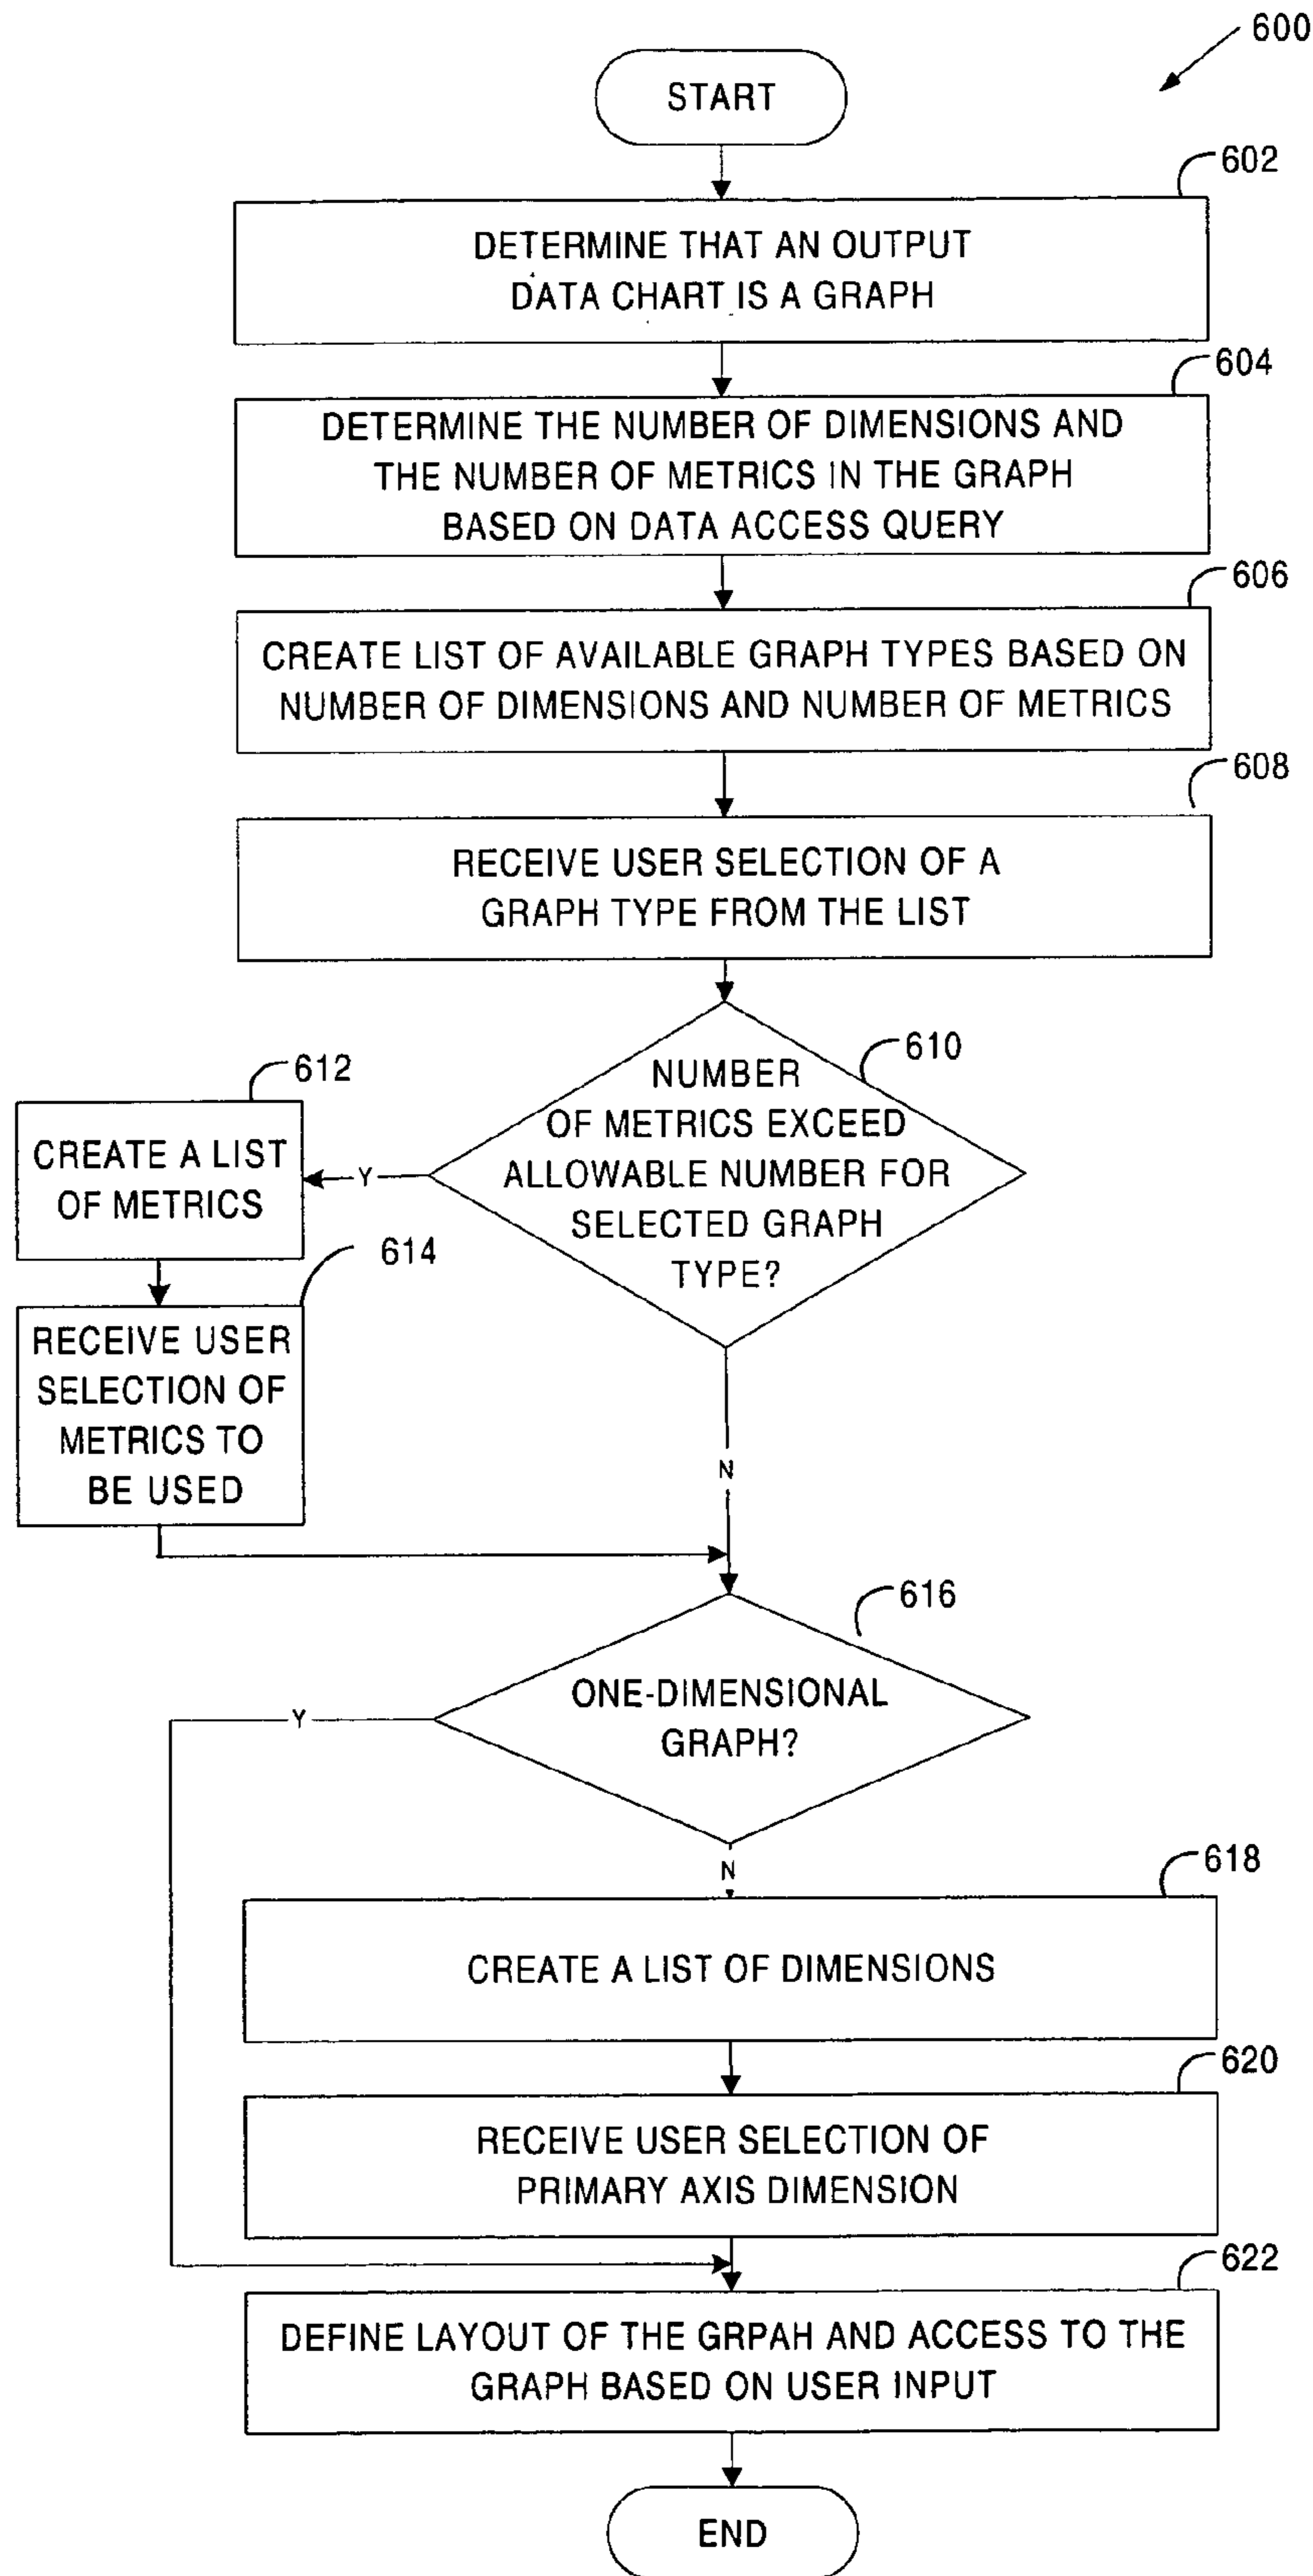 600
START
602
DETERMINE THAT AN OUTPUT
DATA CHART IS A GRAPH
604
DETERMINE THE NUMBER OF DIMENSIONS AND
THE NUMBER OF METRICS IN THE GRAPH
BASED ON DATA ACCESS QUERY
606
CREATE LIST OF AVAILABLE GRAPH TYPES BASED ON
NUMBER OF DIMENSIONS AND NUMBER OF METRICS
608
RECEIVE USER SELECTION OF A
GRAPH TYPE FROM THE LIST
610
NUMBER
OF METRICS EXCEED
ALLOWABLE NUMBER FOR
SELECTED GRAPH
TYPE?
Y
612
CREATE A LIST
OF METRICS
614
RECEIVE USER
SELECTION OF
METRICS TO
BE USED
N
616
ONE-DIMENSIONAL
GRAPH?
Y
N
618
CREATE A LIST OF DIMENSIONS
620
RECEIVE USER SELECTION OF
PRIMARY AXIS DIMENSION
622
DEFINE LAYOUT OF THE GRPAH AND ACCESS TO THE
GRAPH BASED ON USER INPUT
END